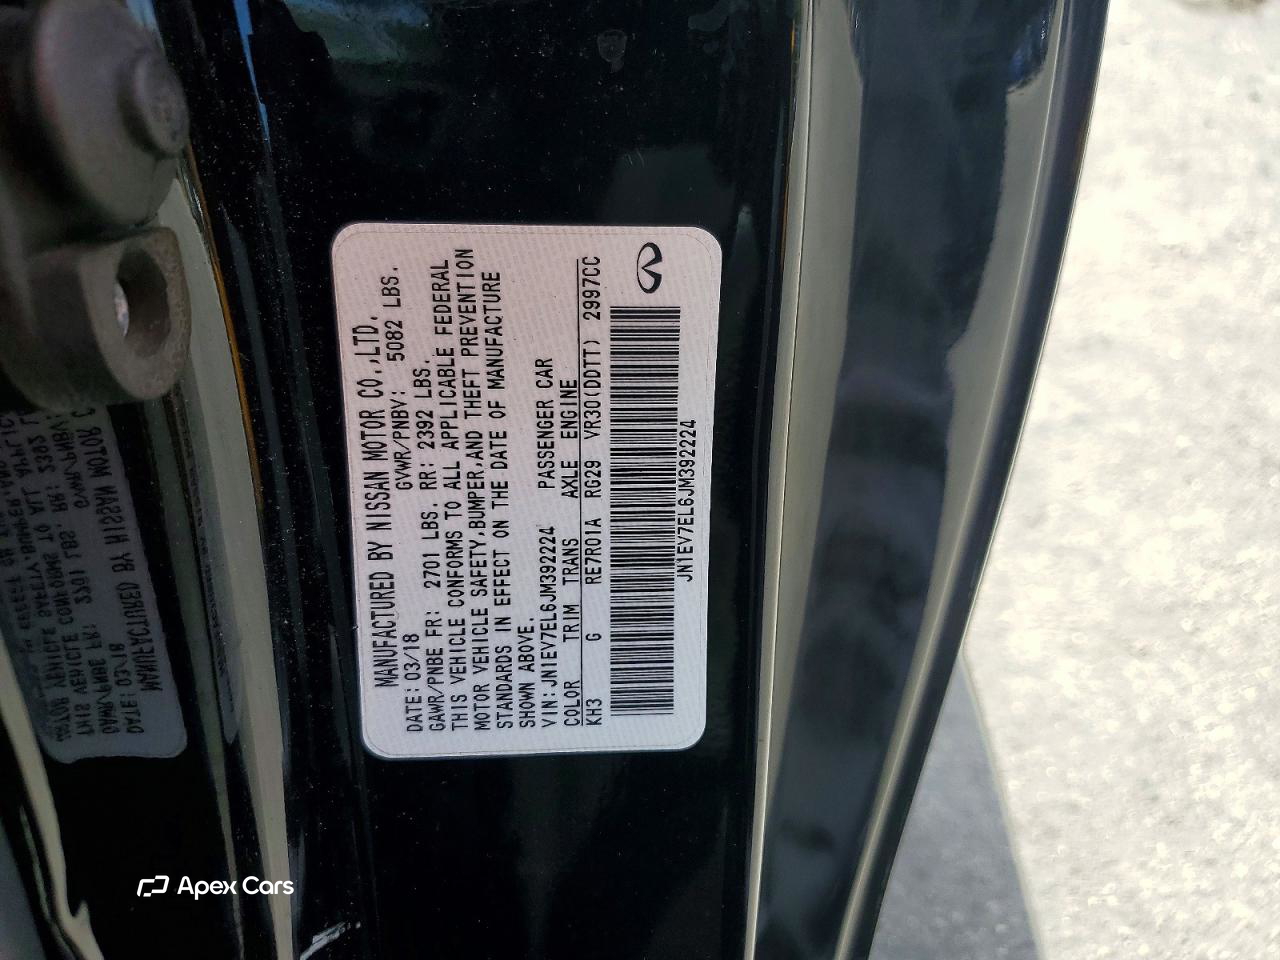 MANUFACTURED BY NISSAN MOTOR CO.,LTD.
DATE: 03/18 GVWR/PNBV: 5082 LBS.
GAWR/PNBE FR: 2701 LBS. RR: 2392 LBS.
THIS VEHICLE CONFORMS TO ALL APPLICABLE FEDERAL
MOTOR VEHICLE SAFETY,BUMPER,AND THEFT PREVENTION
STANDARDS IN EFFECT ON THE DATE OF MANUFACTURE
SHOWN ABOVE.
VIN: JN1EV7EL6JM392224 PASSENGER CAR
COLOR TRIM TRANS AXLE ENGINE
KH3 G RE7R01A RG29 VR30(DDTT) 2997CC
JN1EV7EL6JM392224
Apex Cars